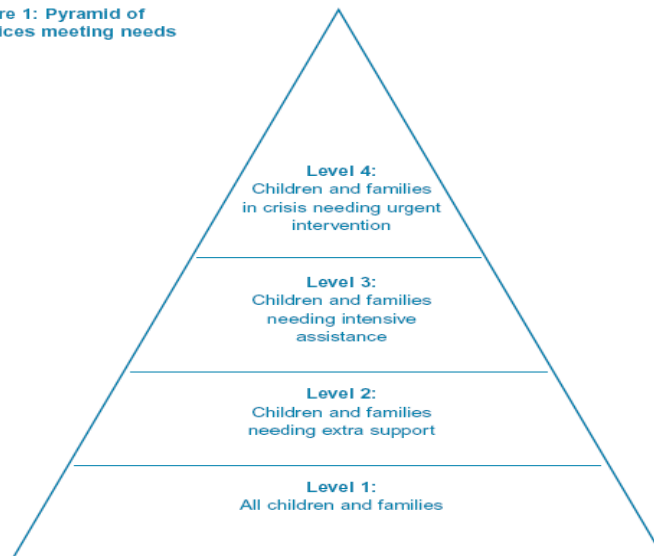 re 1: Pyramid of
ices meeting needs
Level 4:
Children and families
in crisis needing urgent
intervention
Level 3:
Children and families
needing intensive
assistance
Level 2:
Children and families
needing extra support
Level 1:
All children and families